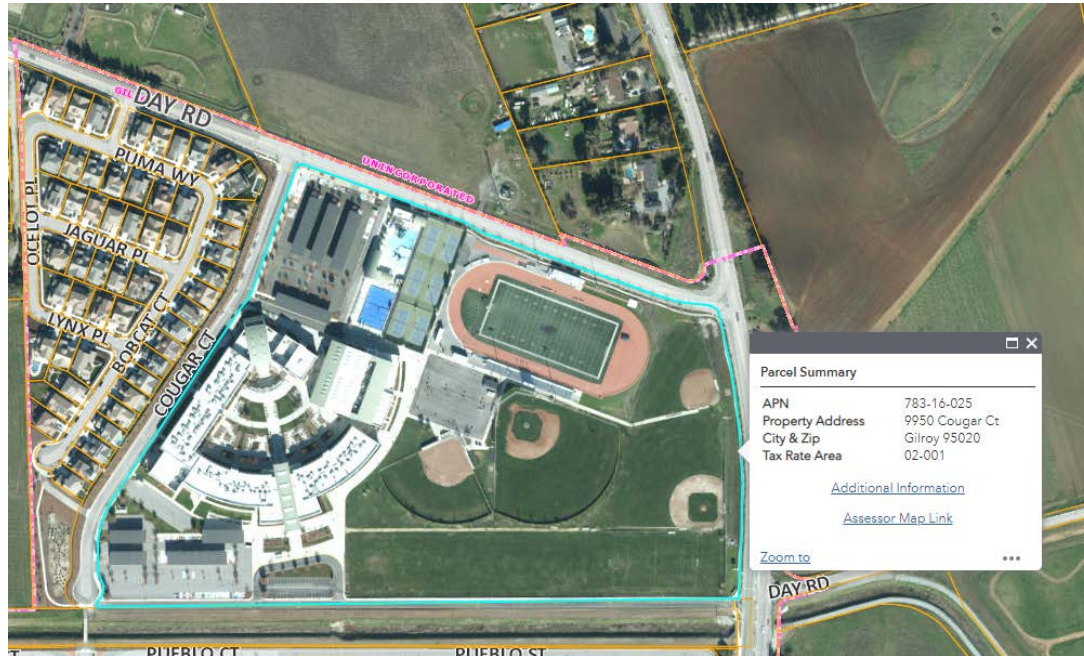 GIL
DAY RD
UNINCORPORATED
PUMA WY
OCELOT PL
JAGUAR PL
LYNX PL
BOBCAT CT
COUGAR CT
Parcel Summary
APN 783-16-025
Property Address 9950 Cougar Ct
City & Zip Gilroy 95020
Tax Rate Area 02-001
Additional Information
Assessor Map Link
Zoom to
DAY RD
CT
PUEBLO CT
PUEBLO ST